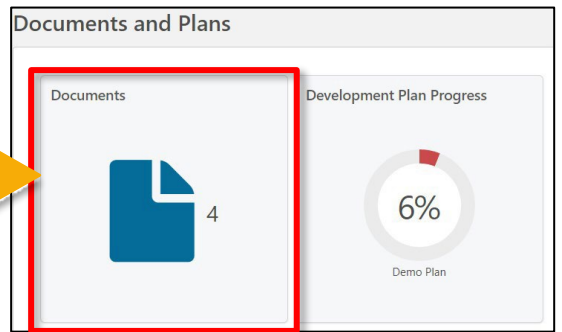 Documents and Plans
Documents
Development Plan Progress
4
6%
Demo Plan